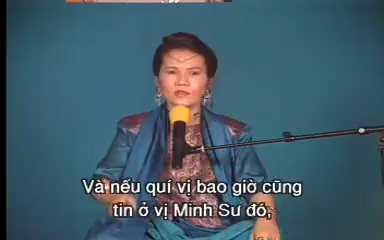 Và nếu quí vị bao giờ cũng
tin ở vị Minh Sư đó,